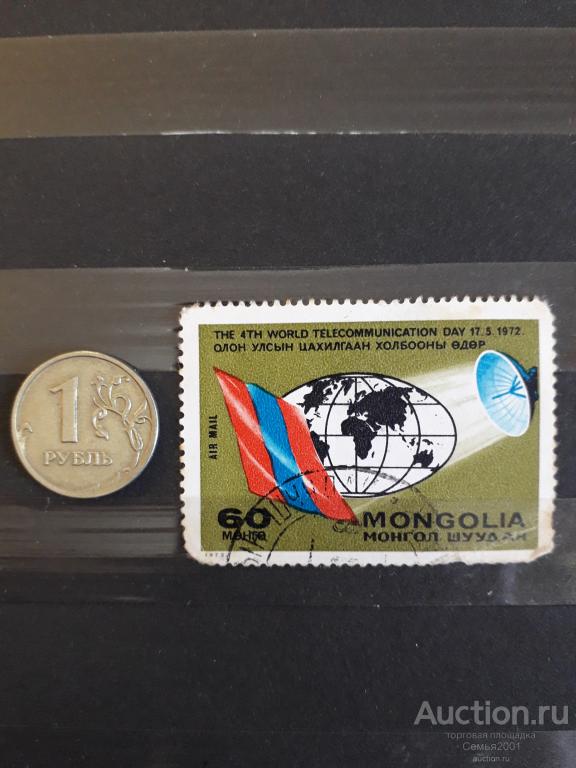 THE 4TH WORLD TELECOMMUNICATION DAY 17.5.1972.
ОЛОН УЛСЫН ЦАХИЛГААН ХОЛБООНЫ ӨДӨР
AIR MAIL
1
РУБЛЬ
60
МӨНГӨ
MONGOLIA
МОНГОЛ ШУУДАН
1972
Auction.ru
торговая площадка
Семья2001
auction.ru